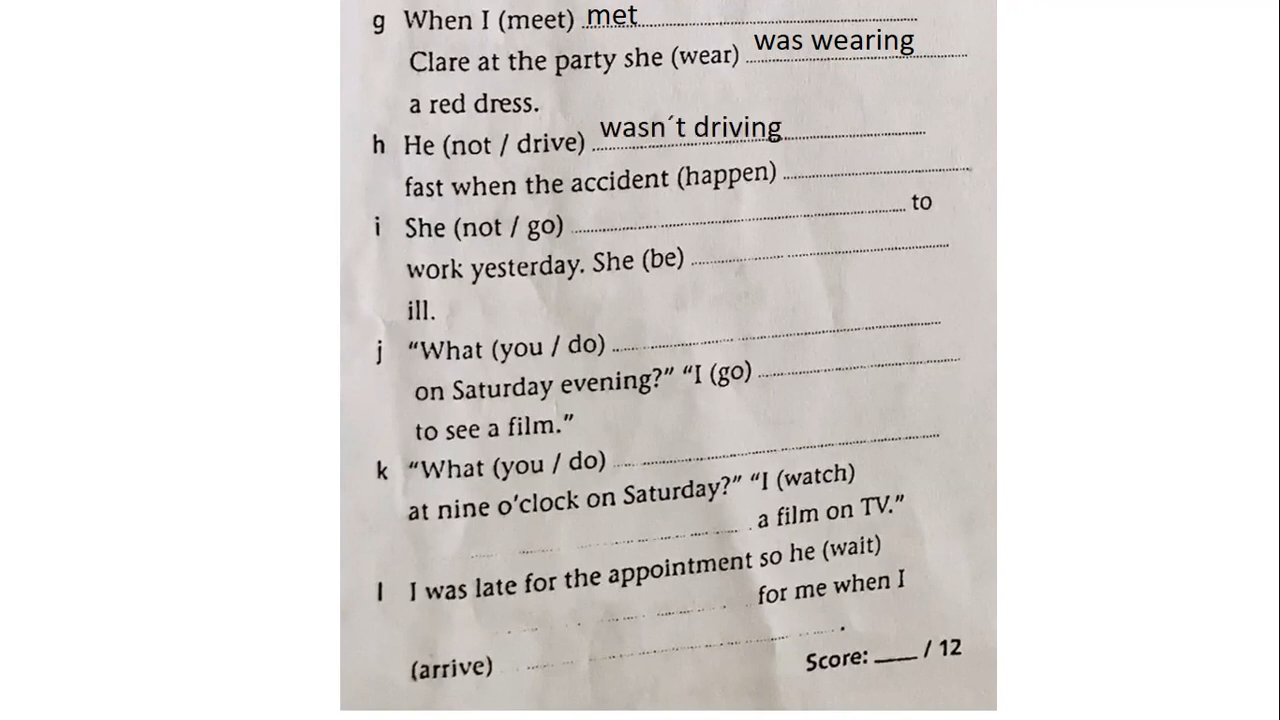 g When I (meet) met
Clare at the party she (wear) was wearing
a red dress.
h He (not / drive) wasn´t driving
fast when the accident (happen)
i She (not / go) to
work yesterday. She (be)
ill.
j “What (you / do)
on Saturday evening?” “I (go)
to see a film.”
k “What (you / do)
at nine o’clock on Saturday?” “I (watch)
a film on TV.”
l I was late for the appointment so he (wait)
for me when I
(arrive) .
Score: ___ / 12